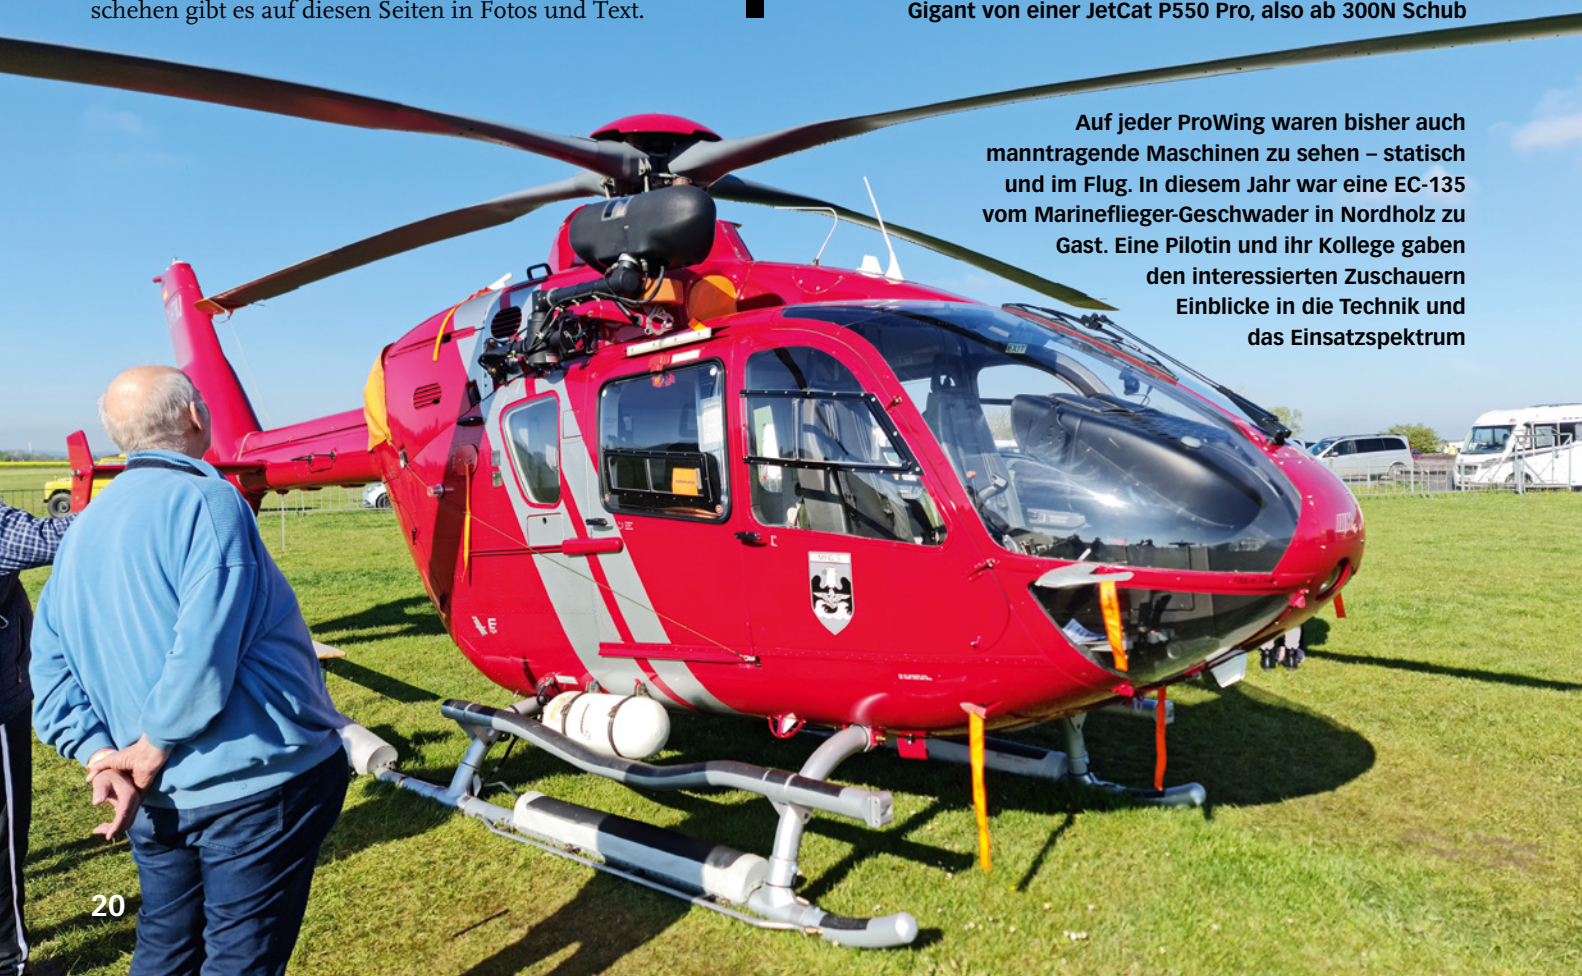 schehen gibt es auf diesen Seiten in Fotos und Text.
Gigant von einer JetCat P550 Pro, also ab 300N Schub
Auf jeder ProWing waren bisher auch
manntragende Maschinen zu sehen – statisch
und im Flug. In diesem Jahr war eine EC-135
vom Marineflieger-Geschwader in Nordholz zu
Gast. Eine Pilotin und ihr Kollege gaben
den interessierten Zuschauern
Einblicke in die Technik und
das Einsatzspektrum
EXIT
20